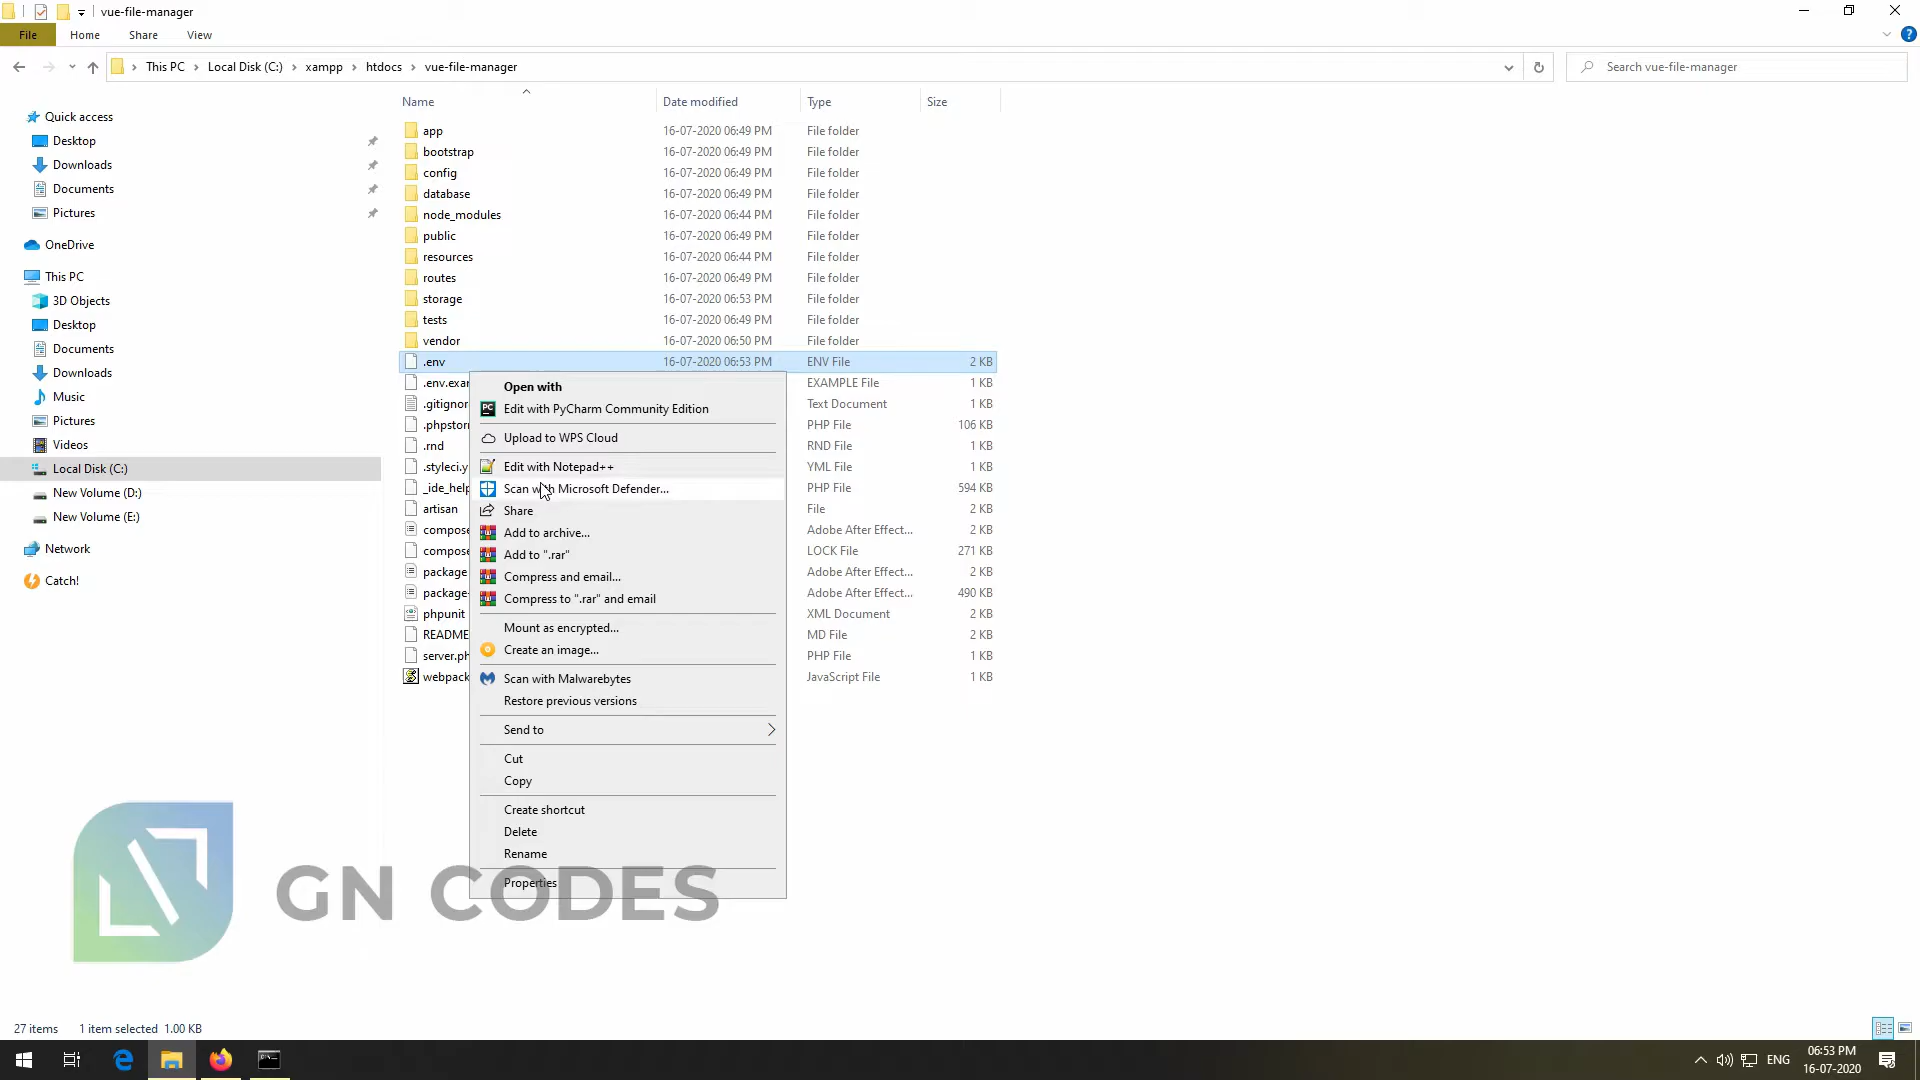 vue-file-manager
File Home Share View
This PC Local Disk (C:) xampp htdocs vue-file-manager
Search vue-file-manager
Name Date modified Type Size
Quick access
Desktop
Downloads
Documents
Pictures
OneDrive
This PC
3D Objects
Desktop
Documents
Downloads
Music
Pictures
Videos
Local Disk (C:)
New Volume (D:)
New Volume (E:)
Network
Catch!
app 16-07-2020 06:49 PM File folder
bootstrap 16-07-2020 06:49 PM File folder
config 16-07-2020 06:49 PM File folder
database 16-07-2020 06:49 PM File folder
node_modules 16-07-2020 06:44 PM File folder
public 16-07-2020 06:49 PM File folder
resources 16-07-2020 06:44 PM File folder
routes 16-07-2020 06:49 PM File folder
storage 16-07-2020 06:53 PM File folder
tests 16-07-2020 06:49 PM File folder
vendor 16-07-2020 06:50 PM File folder
.env 16-07-2020 06:53 PM ENV File 2 KB
.env.exar EXAMPLE File 1 KB
.gitignor Text Document 1 KB
.phpstor PHP File 106 KB
.rnd RND File 1 KB
.styleci.y YML File 1 KB
_ide_help PHP File 594 KB
artisan File 2 KB
compose Adobe After Effect... 2 KB
compose LOCK File 271 KB
package Adobe After Effect... 2 KB
package- Adobe After Effect... 490 KB
phpunit XML Document 2 KB
README MD File 2 KB
server.ph PHP File 1 KB
webpack JavaScript File 1 KB
Open with
Edit with PyCharm Community Edition
Upload to WPS Cloud
Edit with Notepad++
Scan with Microsoft Defender...
Share
Add to archive...
Add to ".rar"
Compress and email...
Compress to ".rar" and email
Mount as encrypted...
Create an image...
Scan with Malwarebytes
Restore previous versions
Send to
Cut
Copy
Create shortcut
Delete
Rename
Properties
GN CODES
27 items 1 item selected 1.00 KB
ENG
06:53 PM
16-07-2020